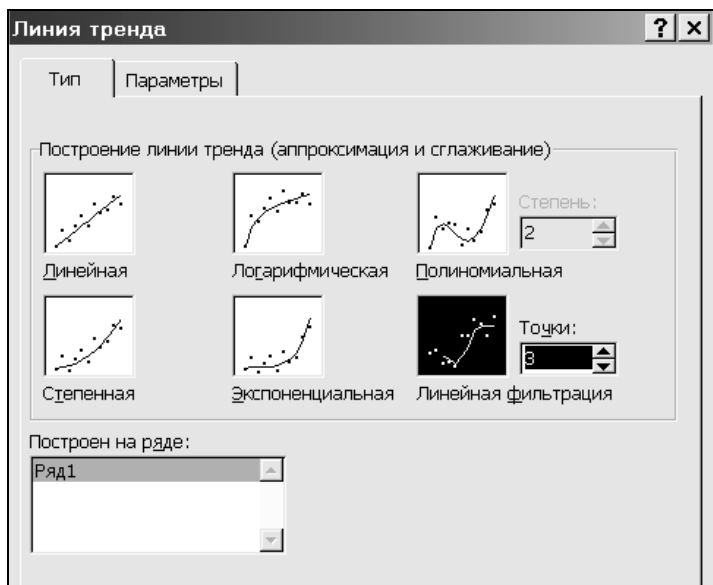 Линия тренда
Тип Параметры
Построение линии тренда (аппроксимация и сглаживание)
Степень:
2
Линейная Логарифмическая Полиномиальная
Точки:
3
Степенная Экспоненциальная Линейная фильтрация
Построен на ряде:
Ряд1